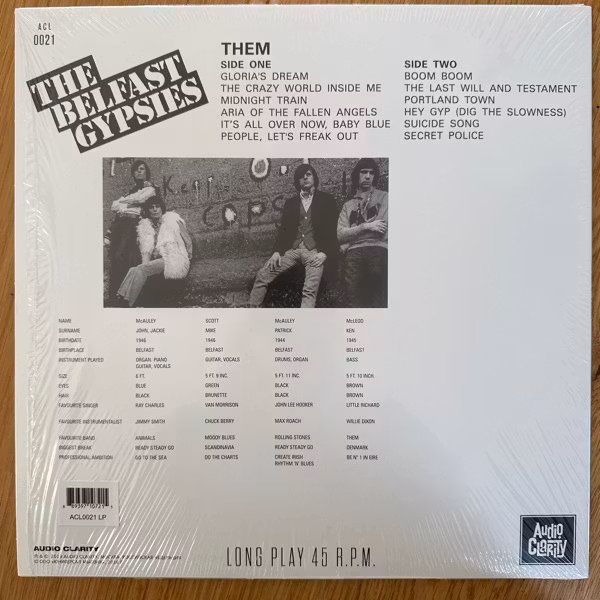 ACL
0021
THE
BELFAST
GYPSIES
THEM
SIDE ONE
GLORIA'S DREAM
THE CRAZY WORLD INSIDE ME
MIDNIGHT TRAIN
ARIA OF THE FALLEN ANGELS
IT'S ALL OVER NOW, BABY BLUE
PEOPLE, LET'S FREAK OUT
SIDE TWO
BOOM BOOM
THE LAST WILL AND TESTAMENT
PORTLAND TOWN
HEY GYP (DIG THE SLOWNESS)
SUICIDE SONG
SECRET POLICE
COPS
NAME McAULEY SCOTT McAULEY McLEOD
SURNAME JOHN, JACKIE MIKE PATRICK KEN
BIRTHDATE 1946 1946 1944 1945
BIRTHPLACE BELFAST BELFAST BELFAST BELFAST
INSTRUMENT PLAYED ORGAN, PIANO GUITAR, VOCALS DRUMS, ORGAN BASS
GUITAR, VOCALS
SIZE 6 FT. 5 FT. 9 INC. 5 FT. 11 INC. 5 FT. 10 INCH.
EYES BLUE GREEN BLACK BROWN
HAIR BLACK BRUNETTE BLACK BROWN
FAVOURITE SINGER RAY CHARLES VAN MORRISON JOHN LEE HOOKER LITTLE RICHARD
FAVOURITE INSTRUMENTALIST JIMMY SMITH CHUCK BERRY MAX ROACH WILLIE DIXON
FAVOURITE BAND ANIMALS MOODY BLUES ROLLING STONES THEM
BIGGEST BREAK READY STEADY GO SCANDINAVIA READY STEADY GO DENMARK
PROFESSIONAL AMBITION GO TO THE SEA DO THE CHARTS CREATE IRISH BE N° 1 IN EIRE
RHYTHM 'N' BLUES
ACL0021 LP
AUDIO CLARITY
LONG PLAY 45 R.P.M.
Audio
Clarity